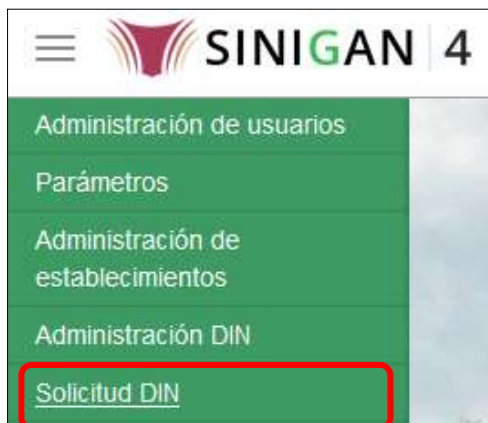 SINIGAN 4
Administración de usuarios
Parámetros
Administración de
establecimientos
Administración DIN
Solicitud DIN